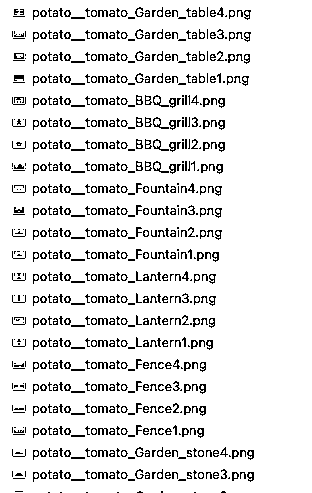 potato__tomato_Garden_table4.png
potato__tomato_Garden_table3.png
potato__tomato_Garden_table2.png
potato__tomato_Garden_table1.png
potato__tomato_BBQ_grill4.png
potato__tomato_BBQ_grill3.png
potato__tomato_BBQ_grill2.png
potato__tomato_BBQ_grill1.png
potato__tomato_Fountain4.png
potato__tomato_Fountain3.png
potato__tomato_Fountain2.png
potato__tomato_Fountain1.png
potato__tomato_Lantern4.png
potato__tomato_Lantern3.png
potato__tomato_Lantern2.png
potato__tomato_Lantern1.png
potato__tomato_Fence4.png
potato__tomato_Fence3.png
potato__tomato_Fence2.png
potato__tomato_Fence1.png
potato__tomato_Garden_stone4.png
potato__tomato_Garden_stone3.png